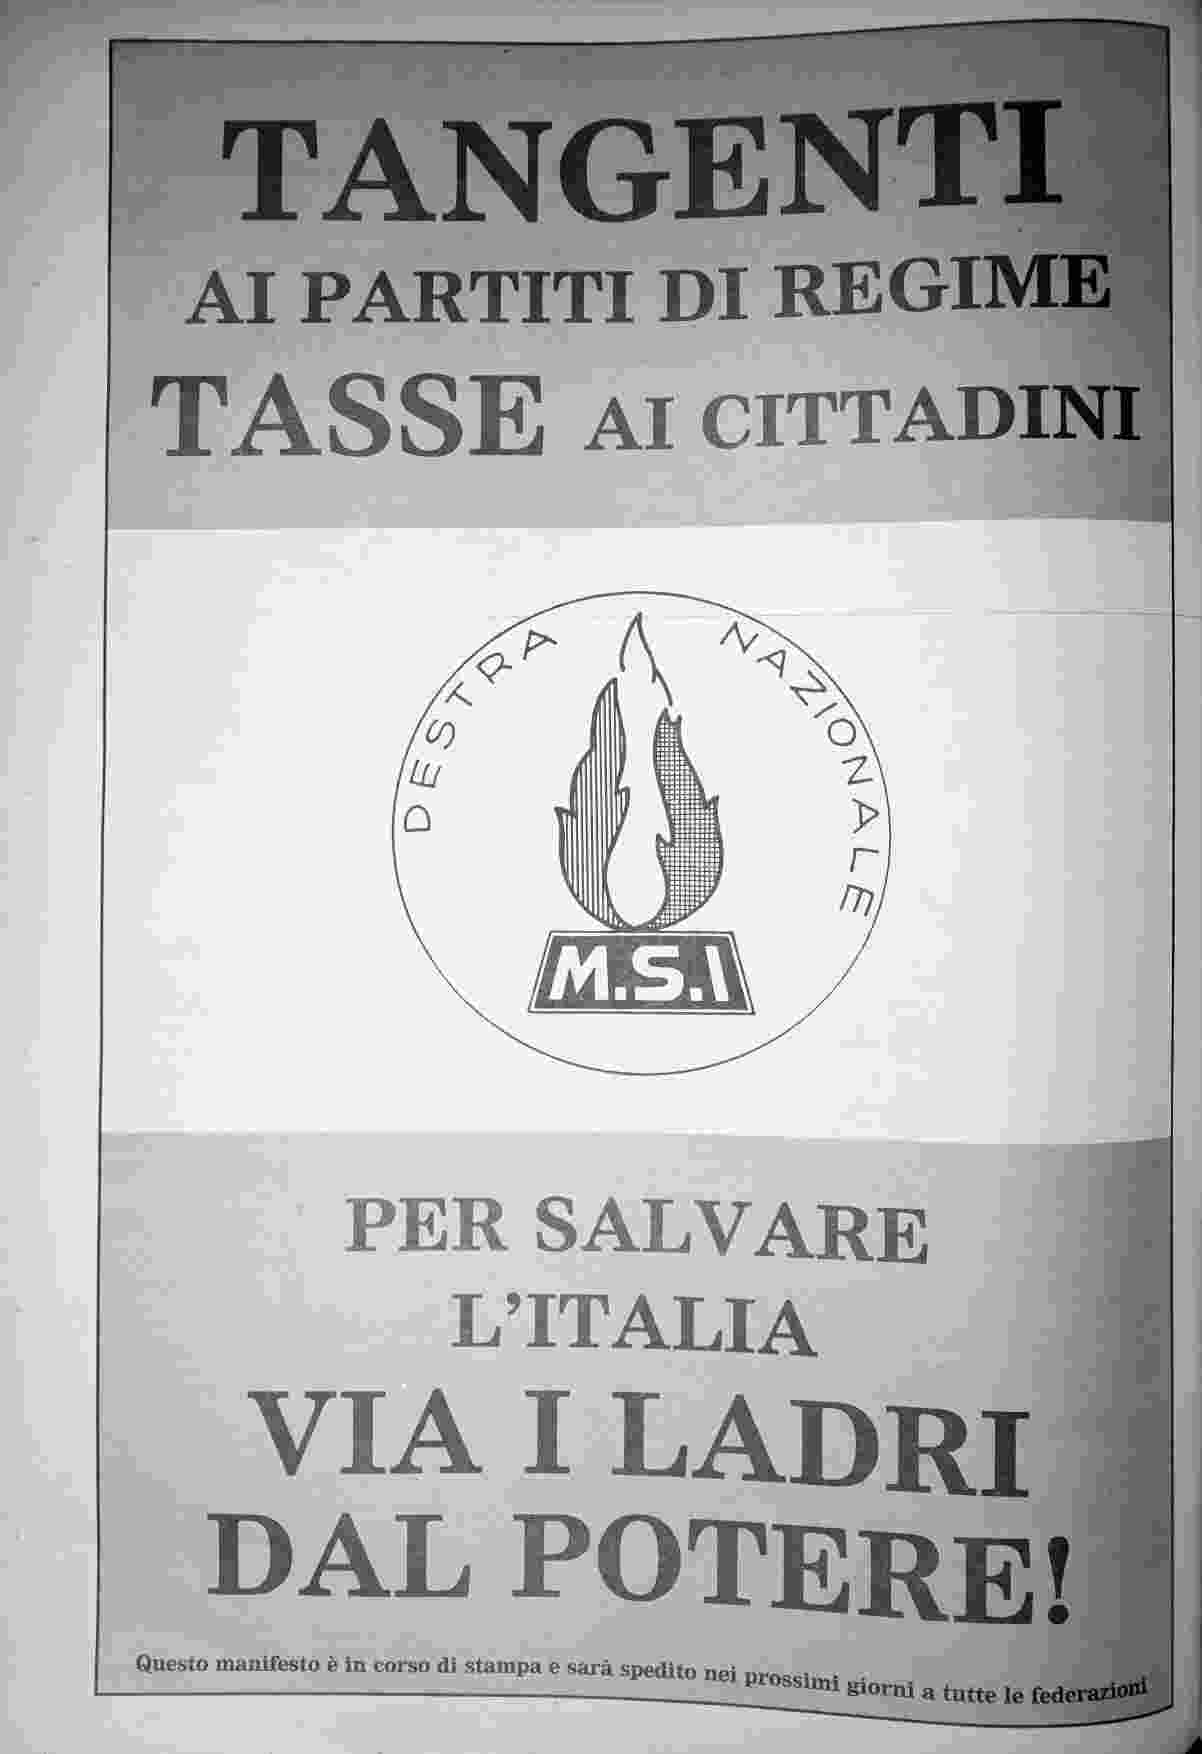 TANGENTI
AI PARTITI DI REGIME
TASSE AI CITTADINI
DESTRA NAZIONALE
M.S.I
PER SALVARE
L'ITALIA
VIA I LADRI
DAL POTERE!
Questo manifesto è in corso di stampa e sarà spedito nei prossimi giorni a tutte le federazioni